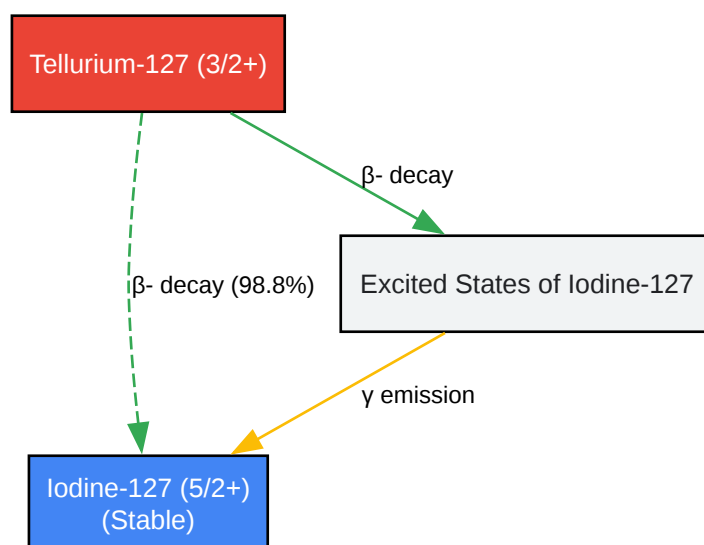 Tellurium-127 (3/2+)
β- decay
β- decay (98.8%)
Excited States of Iodine-127
γ emission
Iodine-127 (5/2+)
(Stable)